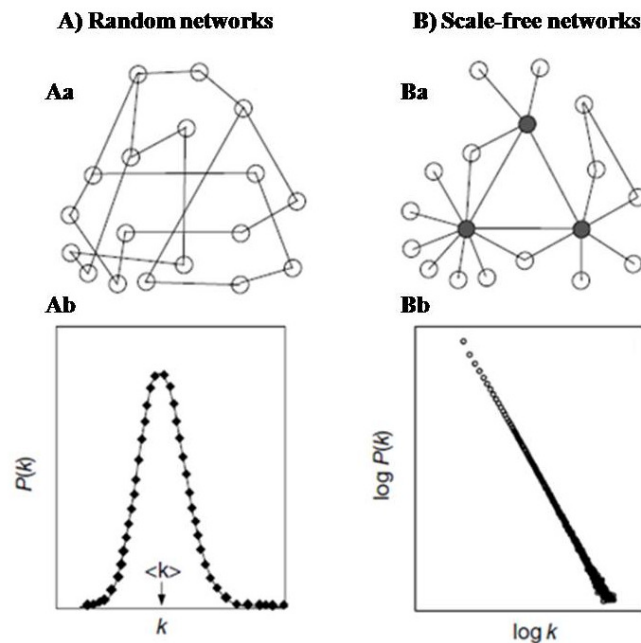 A) Random networks
B) Scale-free networks
Aa
Ba
Ab
Bb
P(k)
<k>
k
log P(k)
log k